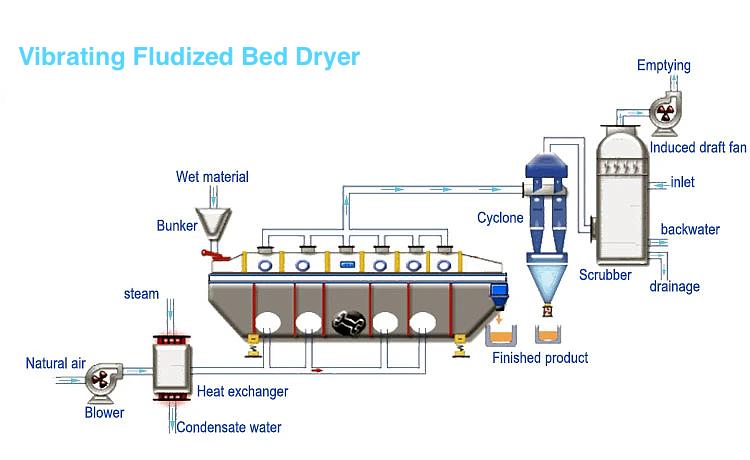 Vibrating Fludized Bed Dryer
Emptying
Induced draft fan
Wet material
inlet
Cyclone
Bunker
backwater
Scrubber
steam
drainage
Finished product
Natural air
Heat exchanger
Blower
Condensate water